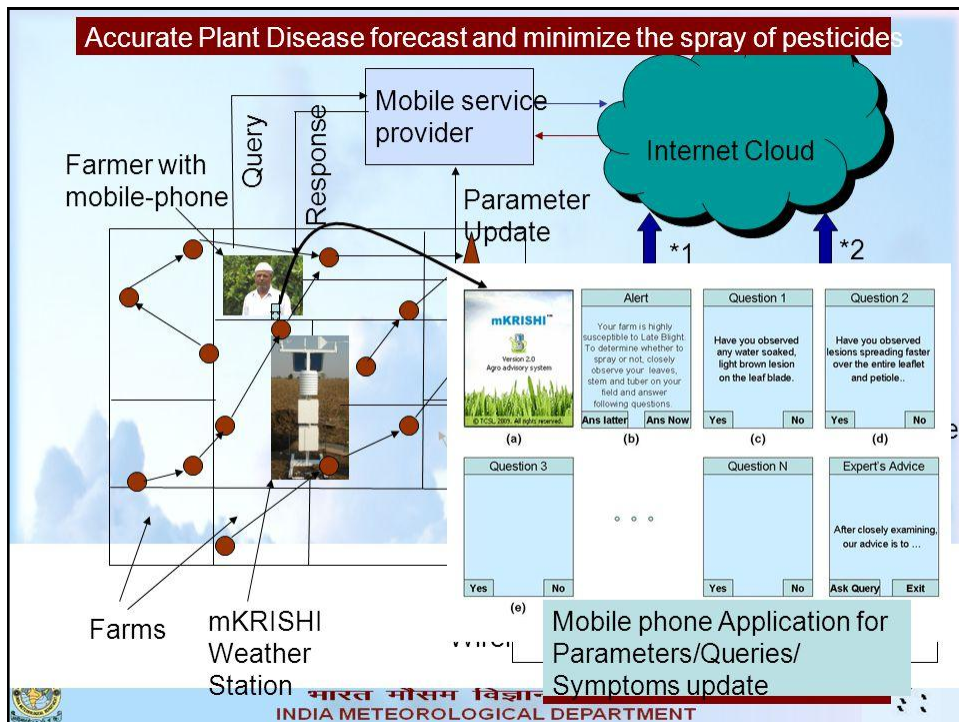 Accurate Plant Disease forecast and minimize the spray of pesticides
Mobile service
provider
Internet Cloud
Query
Response
Farmer with
mobile-phone
Parameter
Update
*1
*2
mKRISHI™
Version 2.0
Agro advisory system
© TCSL 2009. All rights reserved.
(a)
Alert
Your farm is highly
susceptible to Late Blight.
To determine whether to
spray or not, closely
observe your leaves,
stem and tuber on your
field and answer
following questions.
Ans latter
Ans Now
(b)
Question 1
Have you observed
any water soaked,
light brown lesion
on the leaf blade.
Yes
No
(c)
Question 2
Have you observed
lesions spreading faster
over the entire leaflet
and petiole..
Yes
No
(d)
Question 3
Yes
No
(e)
Question N
Yes
No
Expert's Advice
After closely examining,
our advice is to ...
Ask Query
Exit
Farms
mKRISHI
Weather
Station
Mobile phone Application for
Parameters/Queries/
Symptoms update
भारत मौसम विज्ञान
INDIA METEOROLOGICAL DEPARTMENT